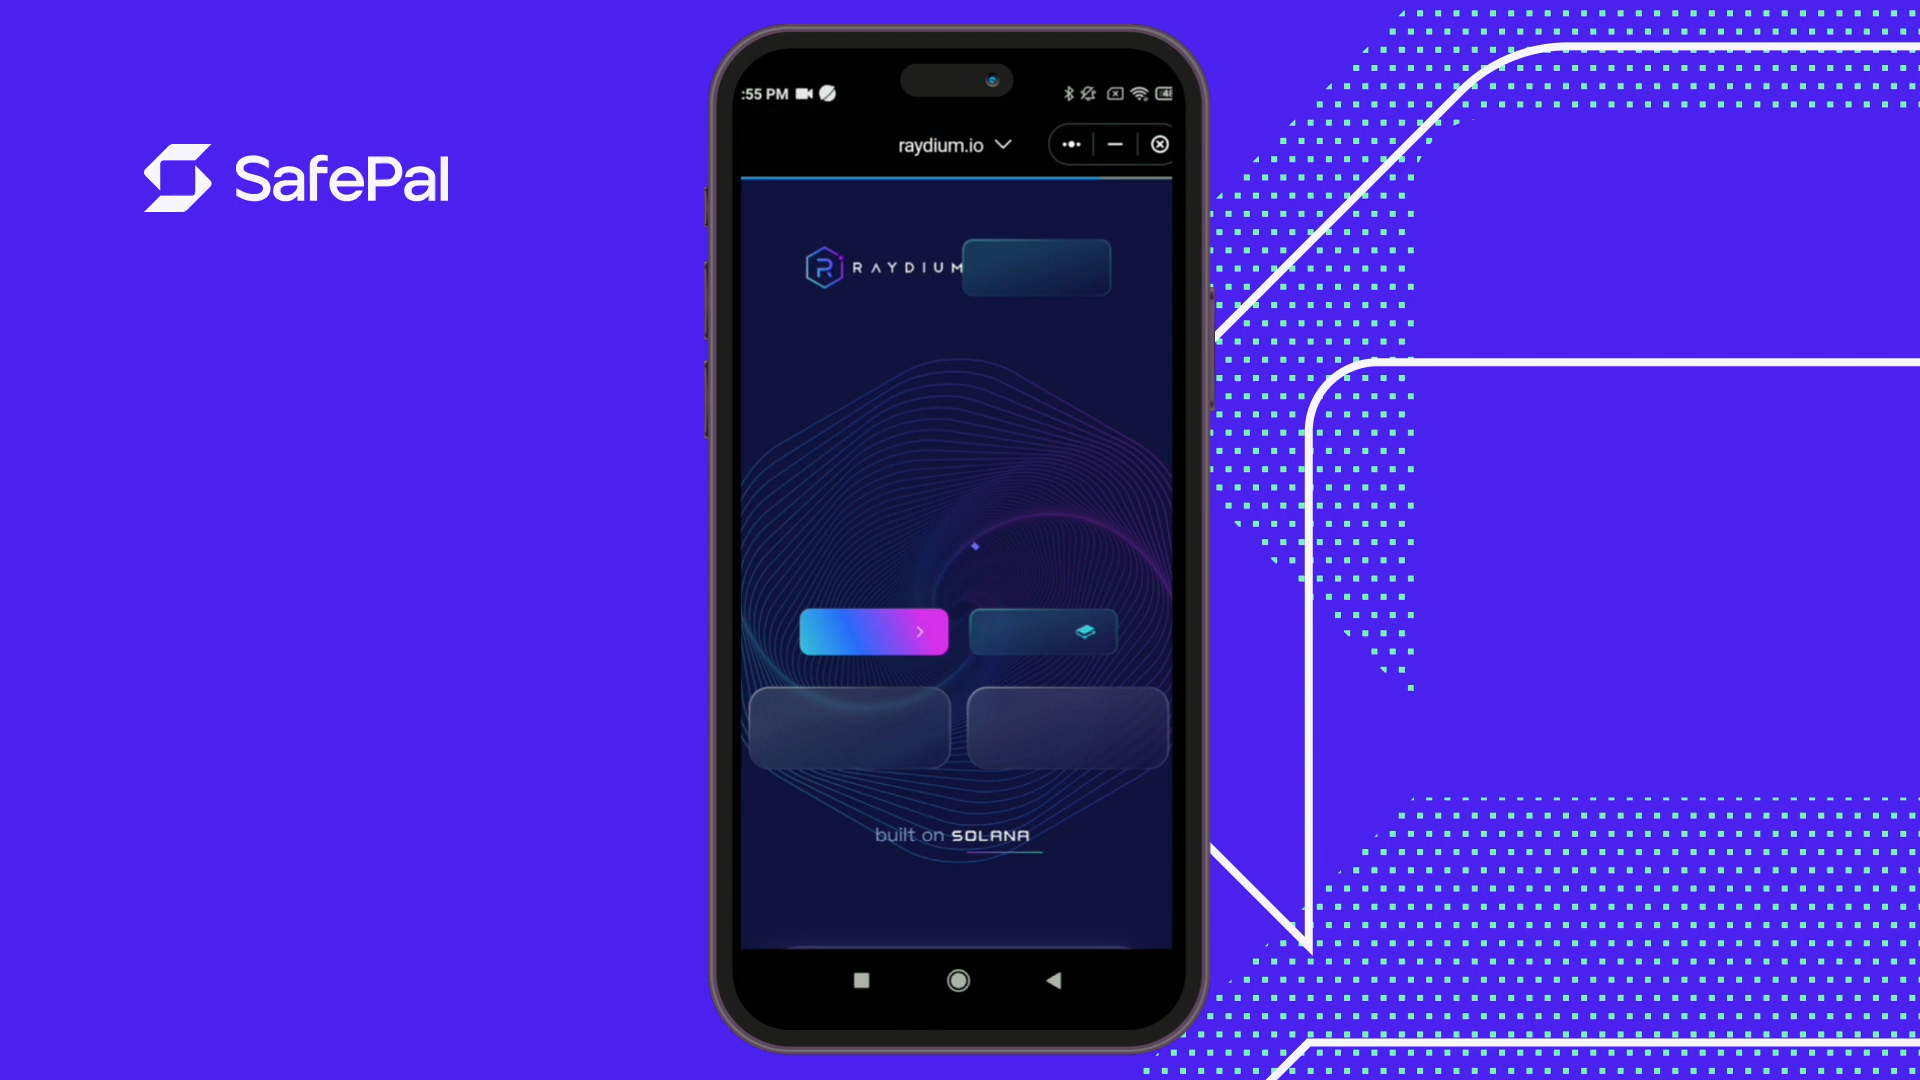 SafePal
:55 PM
raydium.io
RAYDIUM
built on SOLANA